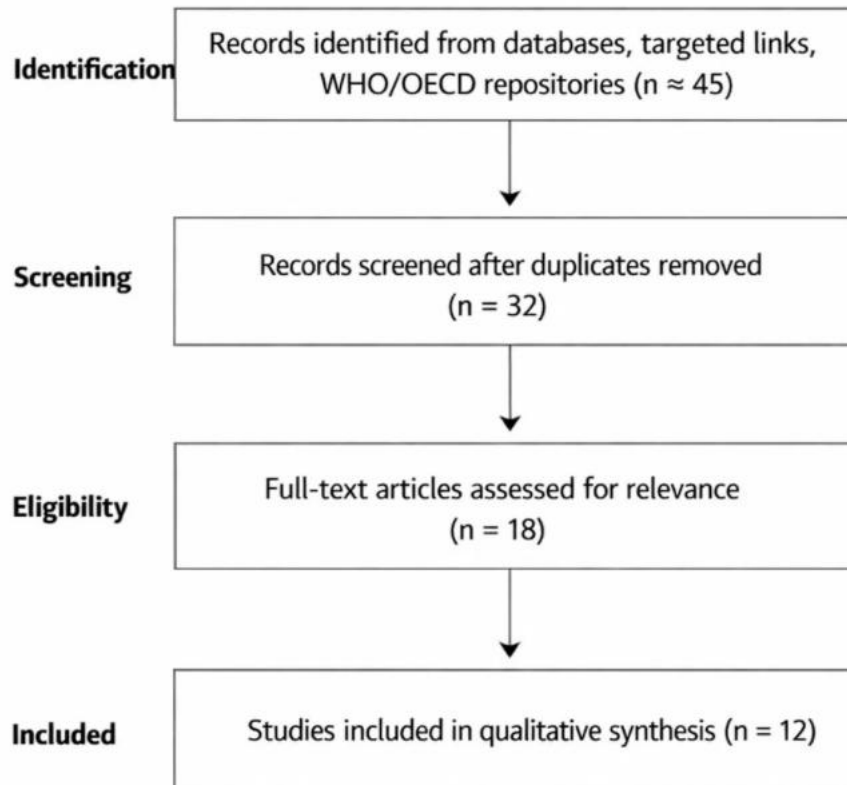 Identification
Records identified from databases, targeted links,
WHO/OECD repositories (n ≈ 45)
Screening
Records screened after duplicates removed
(n = 32)
Eligibility
Full-text articles assessed for relevance
(n = 18)
Included
Studies included in qualitative synthesis (n = 12)